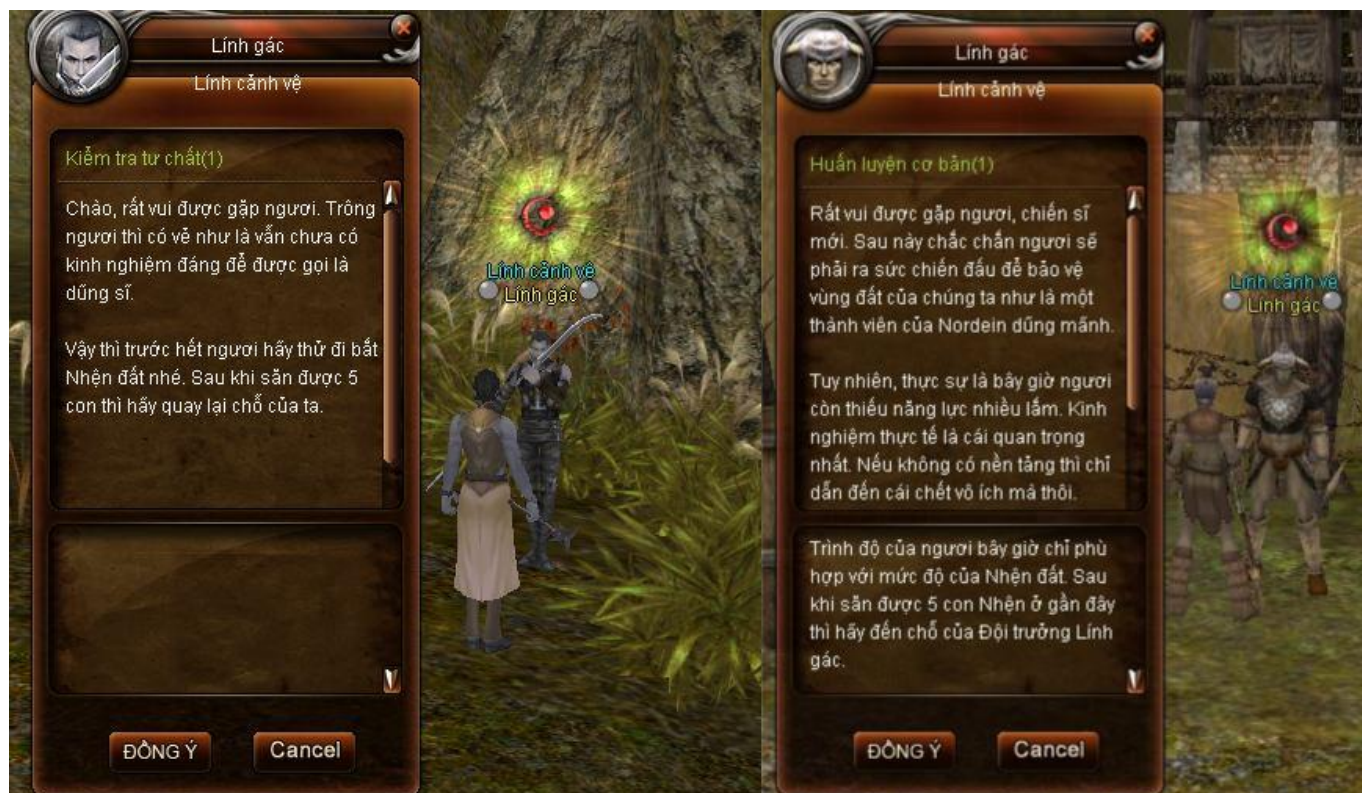 Lính gác
Lính cảnh vệ
Kiểm tra tư chất(1)
Chào, rất vui được gặp ngươi. Trông
ngươi thì có vẻ như là vẫn chưa có
kinh nghiệm đáng để được gọi là
dũng sĩ.
Vậy thì trước hết ngươi hãy thử đi bắt
Nhện đất nhé. Sau khi săn được 5
con thì hãy quay lại chỗ của ta.
ĐỒNG Ý
Cancel
Lính cảnh vệ
Lính gác
Lính gác
Lính cảnh vệ
Huấn luyện cơ bản(1)
Rất vui được gặp ngươi, chiến sĩ
mới. Sau này chắc chắn ngươi sẽ
phải ra sức chiến đấu để bảo vệ
vùng đất của chúng ta như là một
thành viên của Nordein dũng mãnh.
Tuy nhiên, thực sự là bây giờ ngươi
còn thiếu năng lực nhiều lắm. Kinh
nghiệm thực tế là cái quan trọng
nhất. Nếu không có nền tảng thì chỉ
dẫn đến cái chết vô ích mà thôi.
Trình độ của ngươi bây giờ chỉ phù
hợp với mức độ của Nhện đất. Sau
khi săn được 5 con Nhện ở gần đây
thì hãy đến chỗ của Đội trưởng Lính
gác.
ĐỒNG Ý
Cancel
Lính cảnh vệ
Lính gác